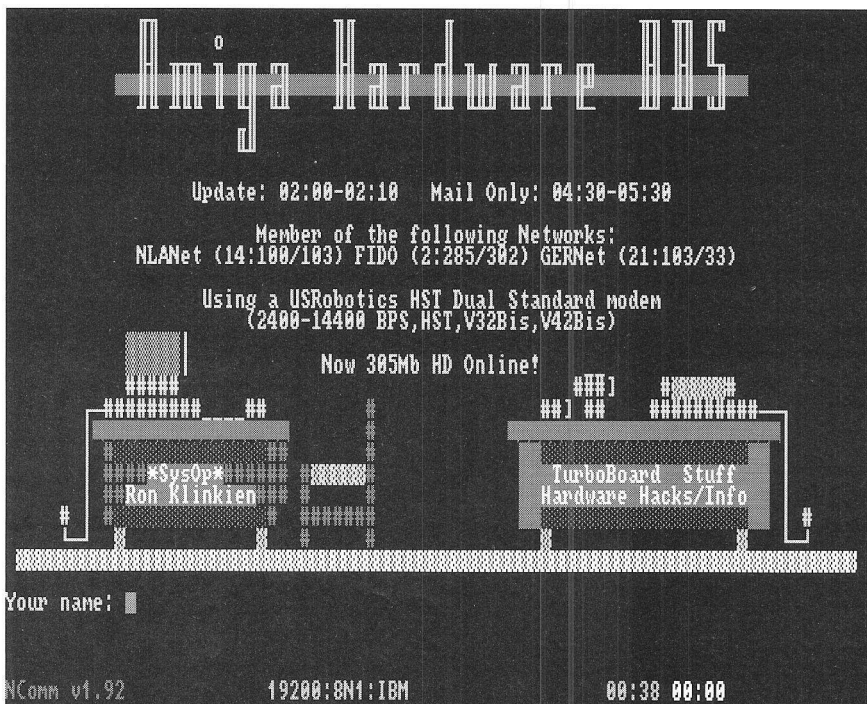 Amiga Hardware BBS
Update: 02:00-02:10 Mail Only: 04:30-05:30
Member of the following Networks:
NLANet (14:100/103) FIDO (2:285/302) GERNet (21:103/33)
Using a USRobotics HST Dual Standard modem
(2400-14400 BPS,HST,V32Bis,V42Bis)
Now 305Mb HD Online!
*SysOp*
Ron Klinkien
TurboBoard Stuff
Hardware Hacks/Info
Your name:
NComm v1.92 19200:8N1:IBM 00:38 00:00